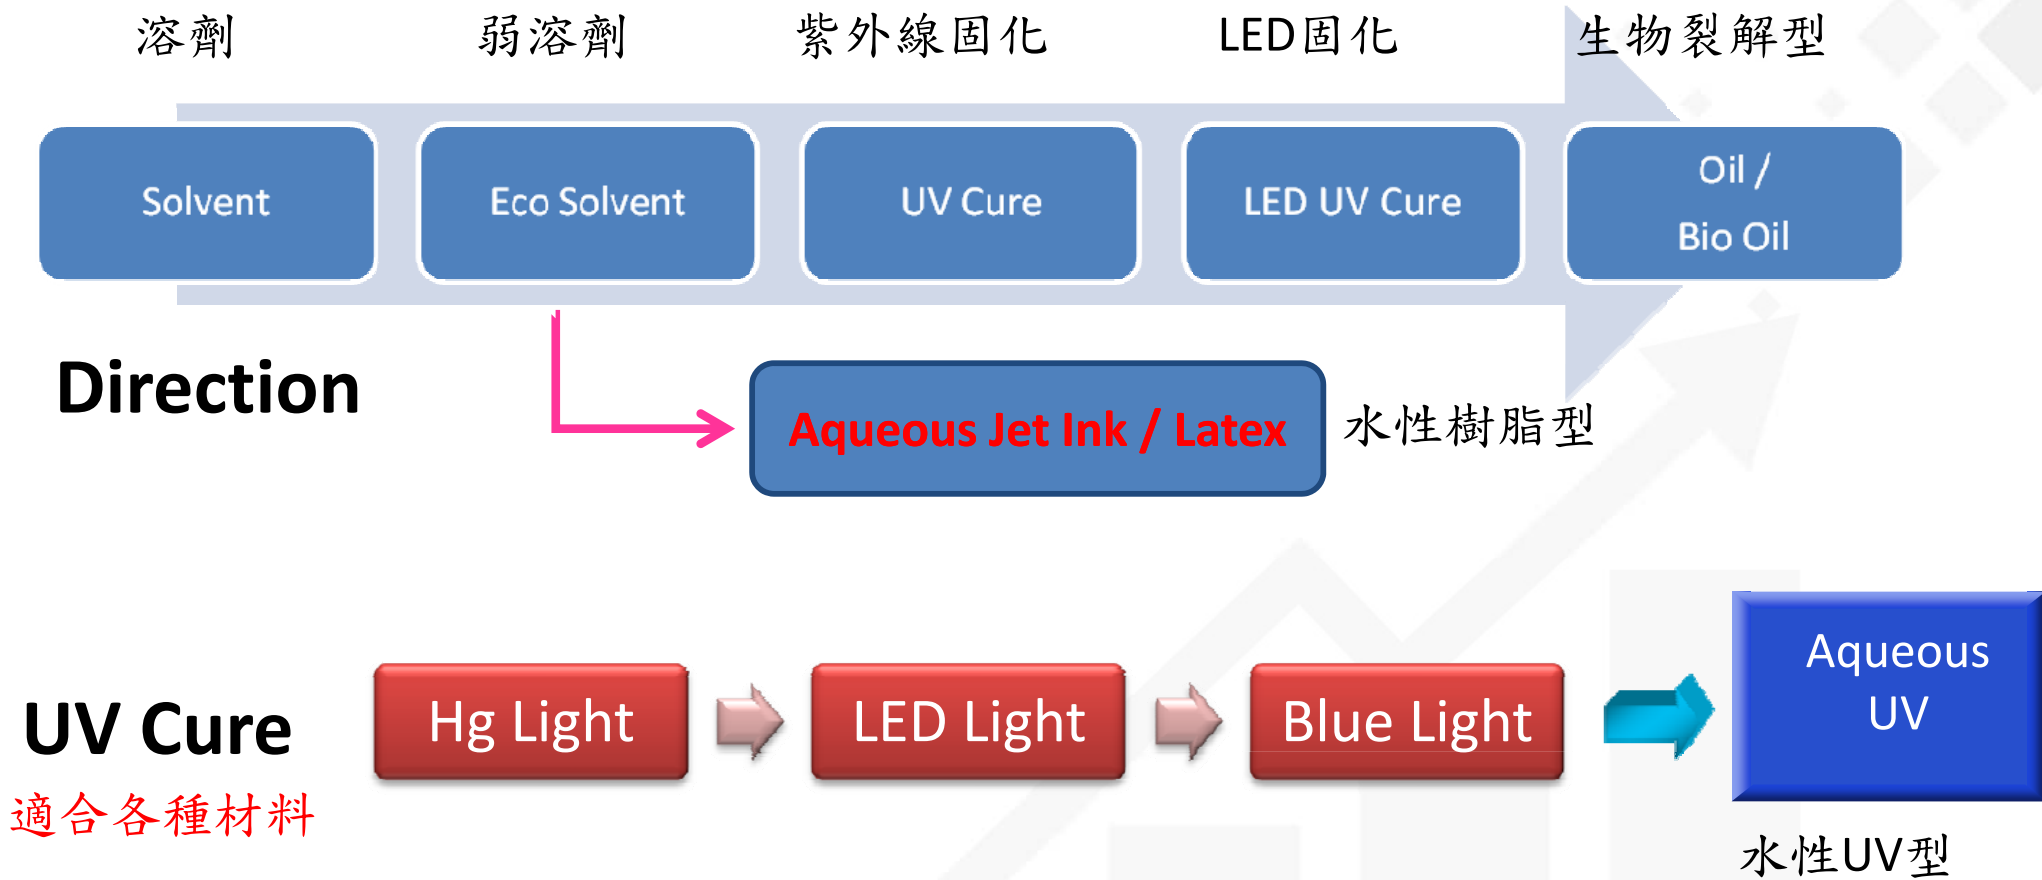 溶劑
弱溶劑
紫外線固化
LED固化
生物裂解型
Solvent
Eco Solvent
UV Cure
LED UV Cure
Oil /
Bio Oil
Direction
Aqueous Jet Ink / Latex
水性樹脂型
UV Cure
適合各種材料
Hg Light
LED Light
Blue Light
Aqueous
UV
水性UV型